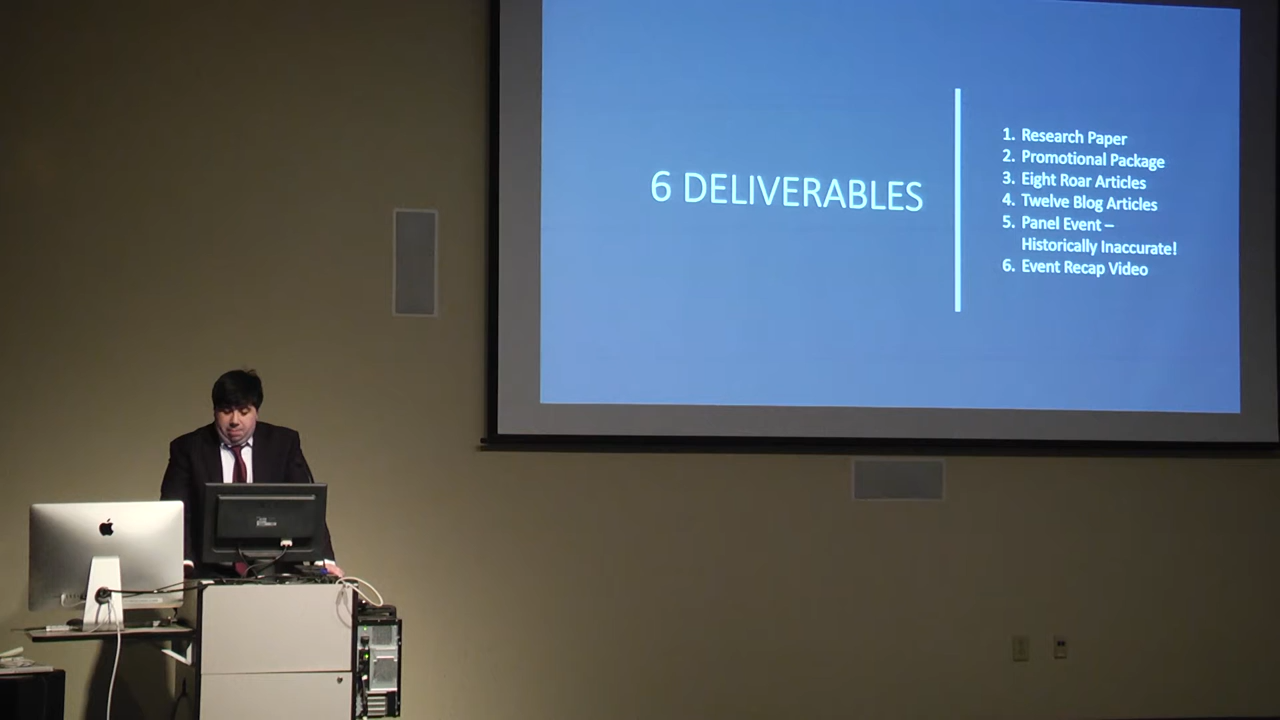 6 DELIVERABLES
1. Research Paper
2. Promotional Package
3. Eight Roar Articles
4. Twelve Blog Articles
5. Panel Event –
Historically Inaccurate!
6. Event Recap Video